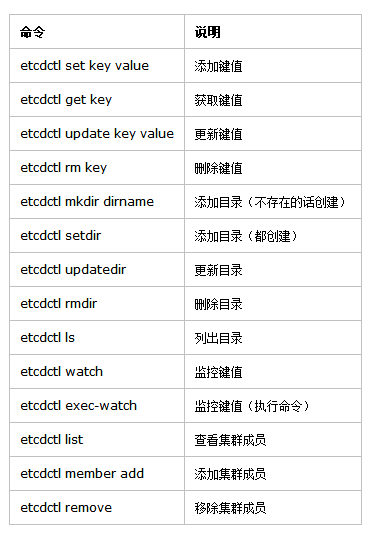 命令 说明
etcdctl set key value 添加键值
etcdctl get key 获取键值
etcdctl update key value 更新键值
etcdctl rm key 删除键值
etcdctl mkdir dirname 添加目录（不存在的话创建）
etcdctl setdir 添加目录（都创建）
etcdctl updatedir 更新目录
etcdctl rmdir 删除目录
etcdctl ls 列出目录
etcdctl watch 监控键值
etcdctl exec-watch 监控键值（执行命令）
etcdctl list 查看集群成员
etcdctl member add 添加集群成员
etcdctl remove 移除集群成员